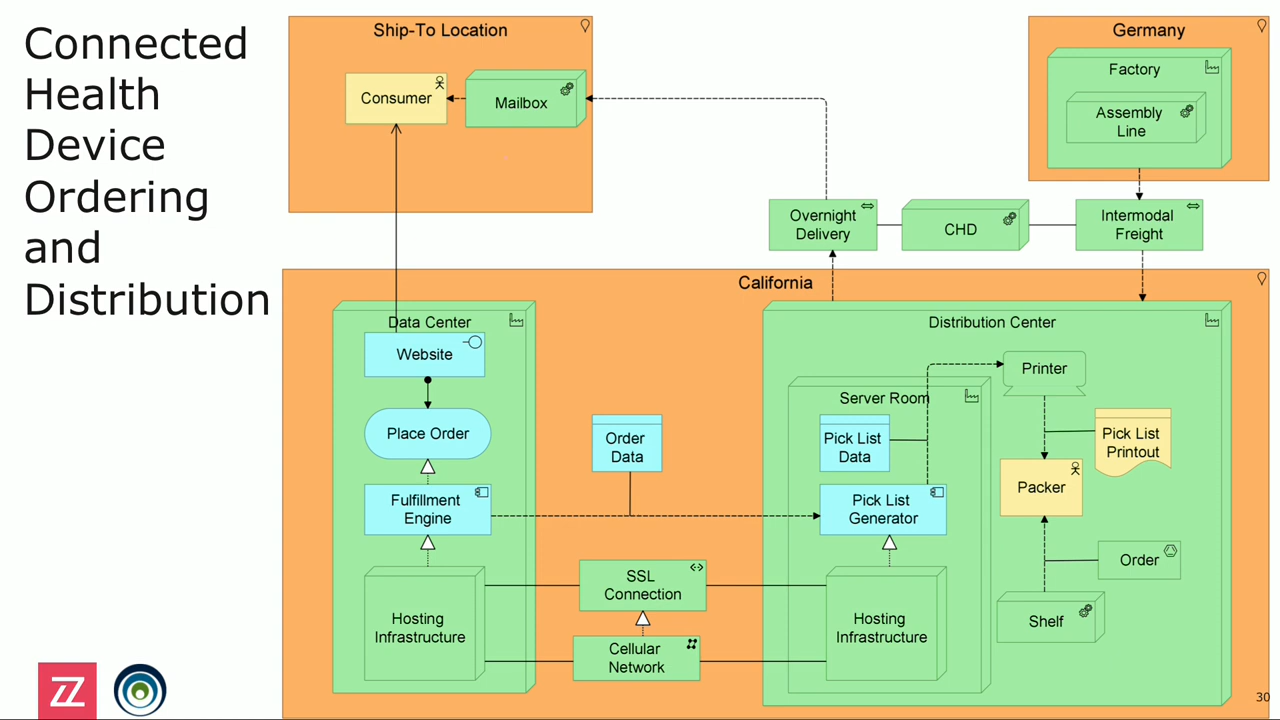 Connected
Health
Device
Ordering
and
Distribution
Ship-To Location
Consumer
Mailbox
Germany
Factory
Assembly
Line
Overnight
Delivery
CHD
Intermodal
Freight
California
Data Center
Website
Place Order
Fulfillment
Engine
Hosting
Infrastructure
Order
Data
SSL
Connection
Cellular
Network
Distribution Center
Server Room
Pick List
Data
Pick List
Generator
Hosting
Infrastructure
Printer
Pick List
Printout
Packer
Order
Shelf
ZZ
30